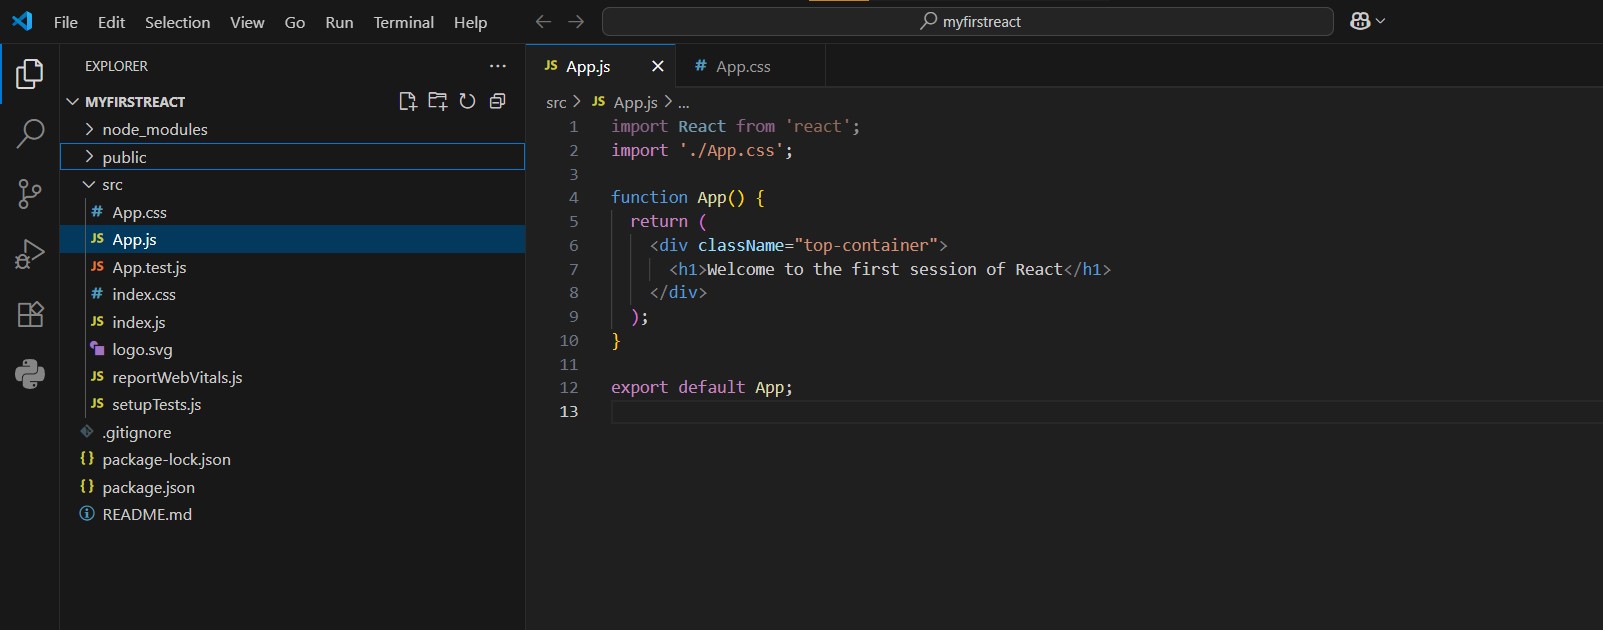 File Edit Selection View Go Run Terminal Help
myfirstreact
EXPLORER
MYFIRSTREACT
node_modules
public
src
# App.css
JS App.js
JS App.test.js
# index.css
JS index.js
logo.svg
JS reportWebVitals.js
JS setupTests.js
.gitignore
{} package-lock.json
{} package.json
README.md
JS App.js # App.css
src > JS App.js > ...
1 import React from 'react';
2 import './App.css';
3
4 function App() {
5 return (
6 <div className="top-container">
7 <h1>Welcome to the first session of React</h1>
8 </div>
9 );
10 }
11
12 export default App;
13